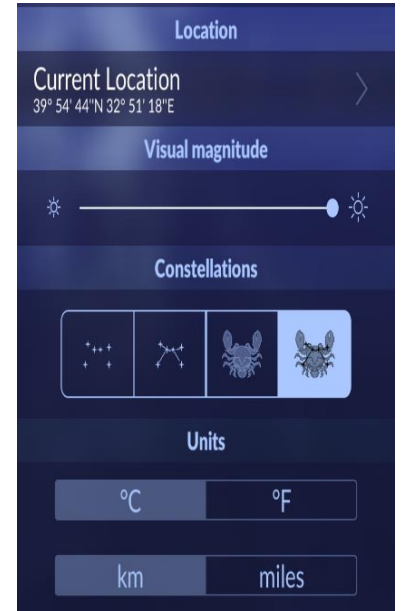 Location
Current Location
39° 54' 44"N 32° 51' 18"E
Visual magnitude
Constellations
Units
°C °F
km miles